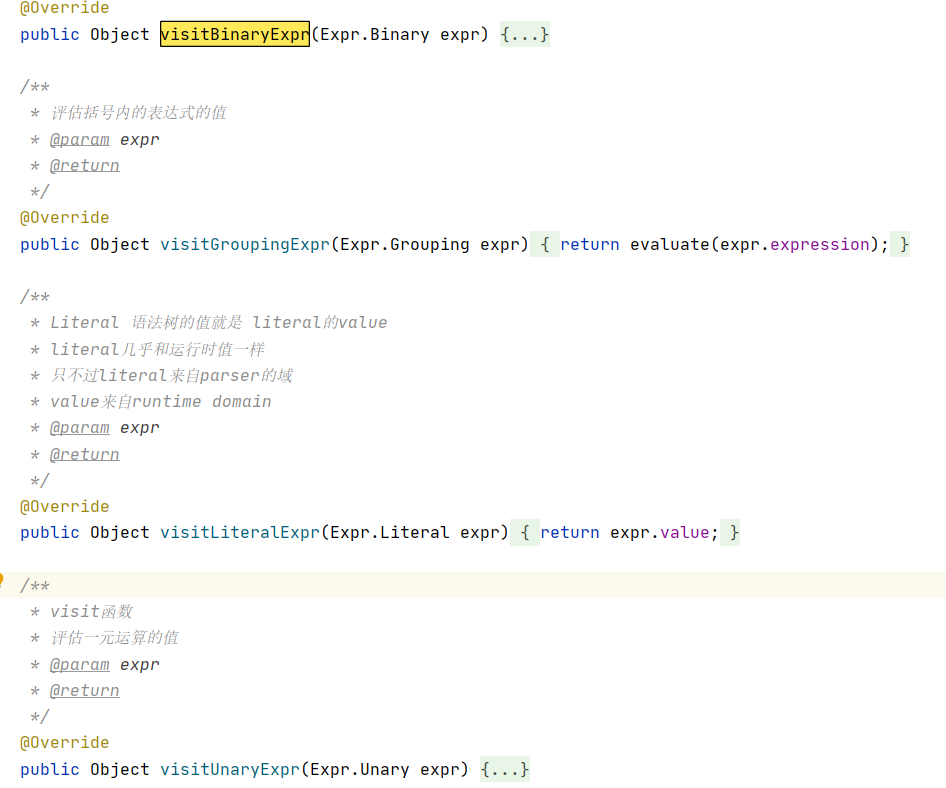 @Override
public Object visitBinaryExpr(Expr.Binary expr) {...}
/**
* 评估括号内的表达式的值
* @param expr
* @return
*/
@Override
public Object visitGroupingExpr(Expr.Grouping expr) { return evaluate(expr.expression); }
/**
* Literal 语法树的值就是 literal的value
* literal几乎和运行时值一样
* 只不过literal来自parser的域
* value来自runtime domain
* @param expr
* @return
*/
@Override
public Object visitLiteralExpr(Expr.Literal expr) { return expr.value; }
/**
* visit函数
* 评估一元运算的值
* @param expr
* @return
*/
@Override
public Object visitUnaryExpr(Expr.Unary expr) {...}